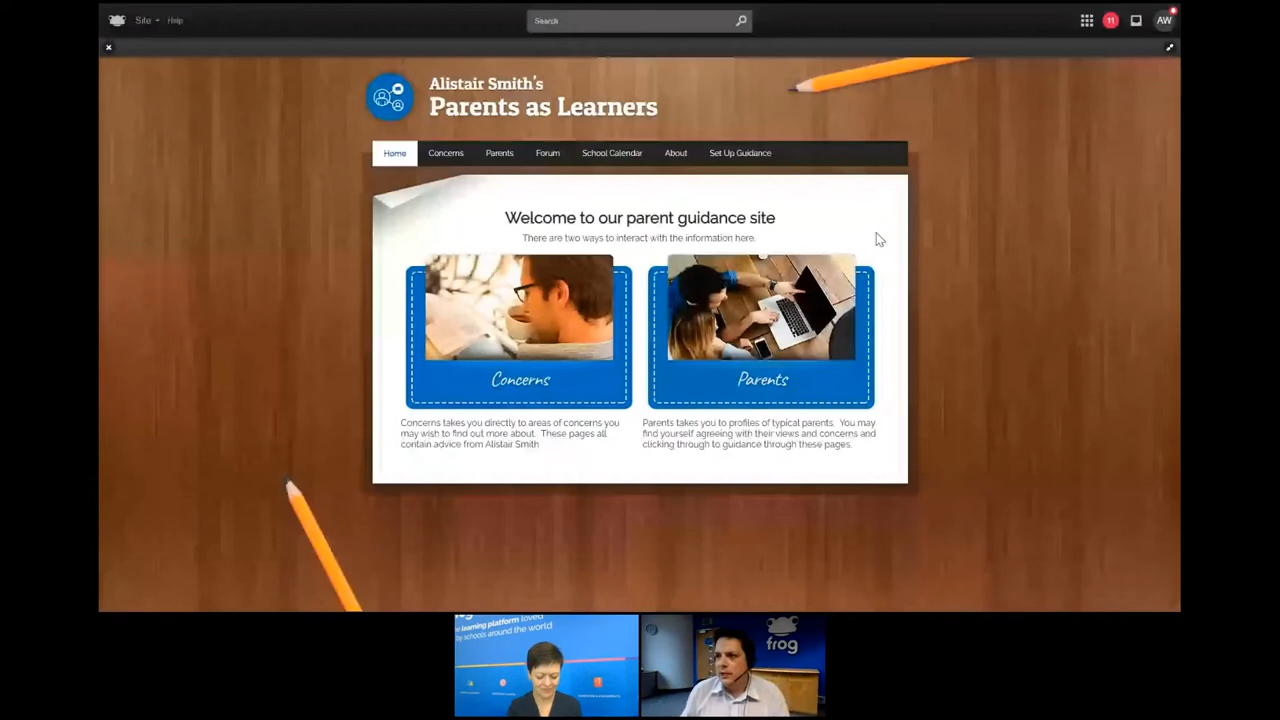 Site Help Search 11 AW
Alistair Smith's
Parents as Learners
Home Concerns Parents Forum School Calendar About Set Up Guidance
Welcome to our parent guidance site
There are two ways to interact with the information here.
Concerns
Parents
Concerns takes you directly to areas of concerns you
may wish to find out more about. These pages all
contain advice from Alistair Smith
Parents takes you to profiles of typical parents. You may
find yourself agreeing with their views and concerns and
clicking through to guidance through these pages.
frog
learning platform loved
by schools around the world
frog